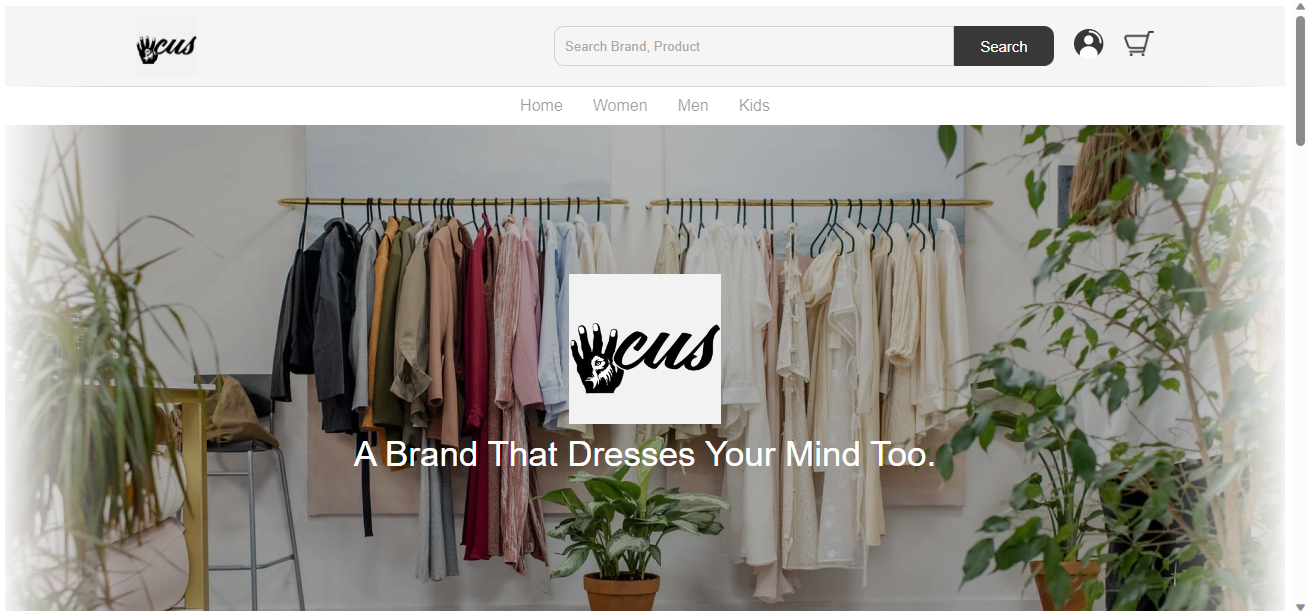 cus
Search Brand, Product
Search
Home
Women
Men
Kids
cus
A Brand That Dresses Your Mind Too.